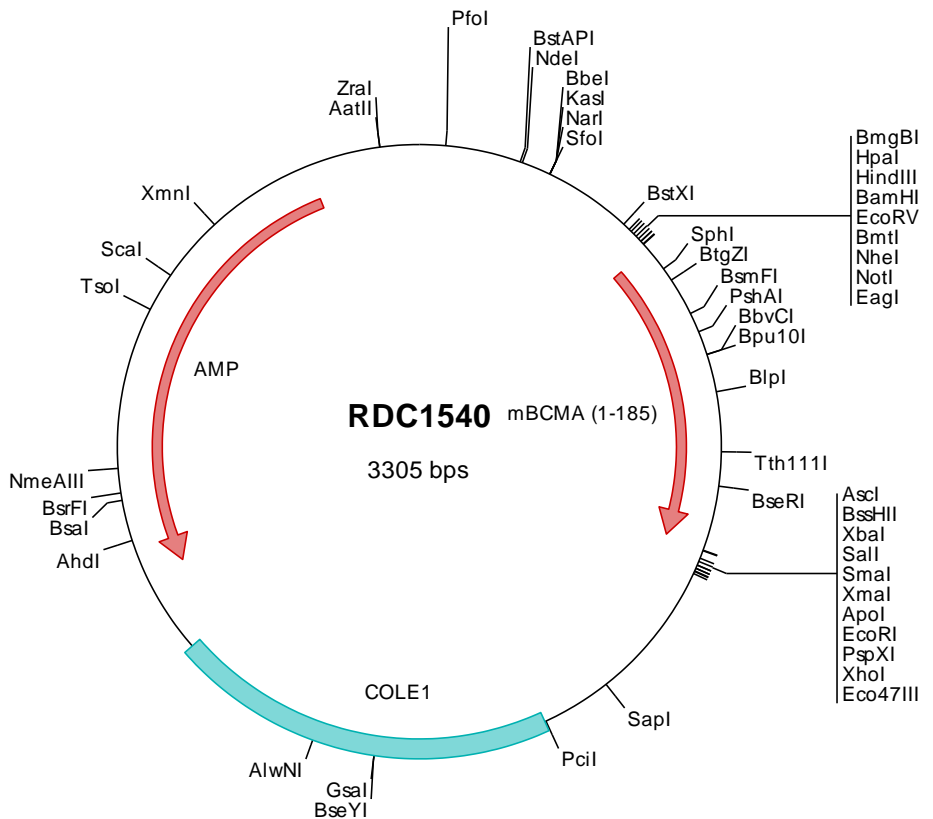 PfoI
BstAPI
NdeI
BbeI
KasI
NarI
SfoI
ZraI
AatII
BmgBI
HpaI
HindIII
BamHI
EcoRV
BmtI
NheI
NotI
EagI
XmnI
BstXI
ScaI
TsoI
SphI
BtgZI
BsmFI
PshAI
BbvCI
Bpu10I
BlpI
AMP
RDC1540
mBCMA (1-185)
3305 bps
Tth111I
BseRI
NmeAIII
BsrFI
BsaI
AhdI
AscI
BssHII
XbaI
SalI
SmaI
XmaI
ApoI
EcoRI
PspXI
XhoI
Eco47III
COLE1
SapI
PciI
AlwNI
GsaI
BseYI